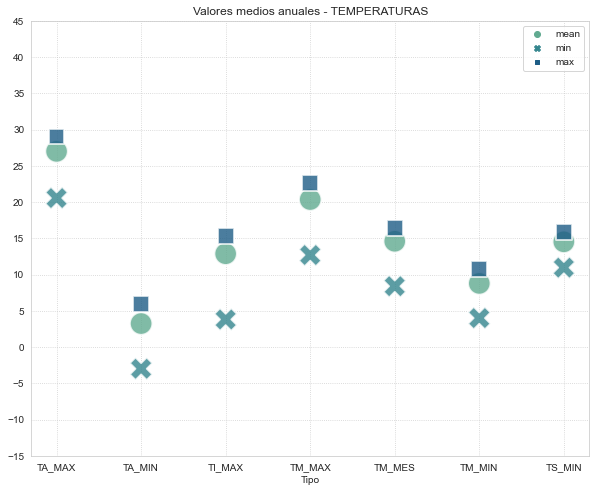 Valores medios anuales - TEMPERATURAS
45
40
35
30
25
20
15
10
5
0
−5
−10
−15
mean
min
max
TA_MAX TA_MIN TI_MAX TM_MAX TM_MES TM_MIN TS_MIN
Tipo